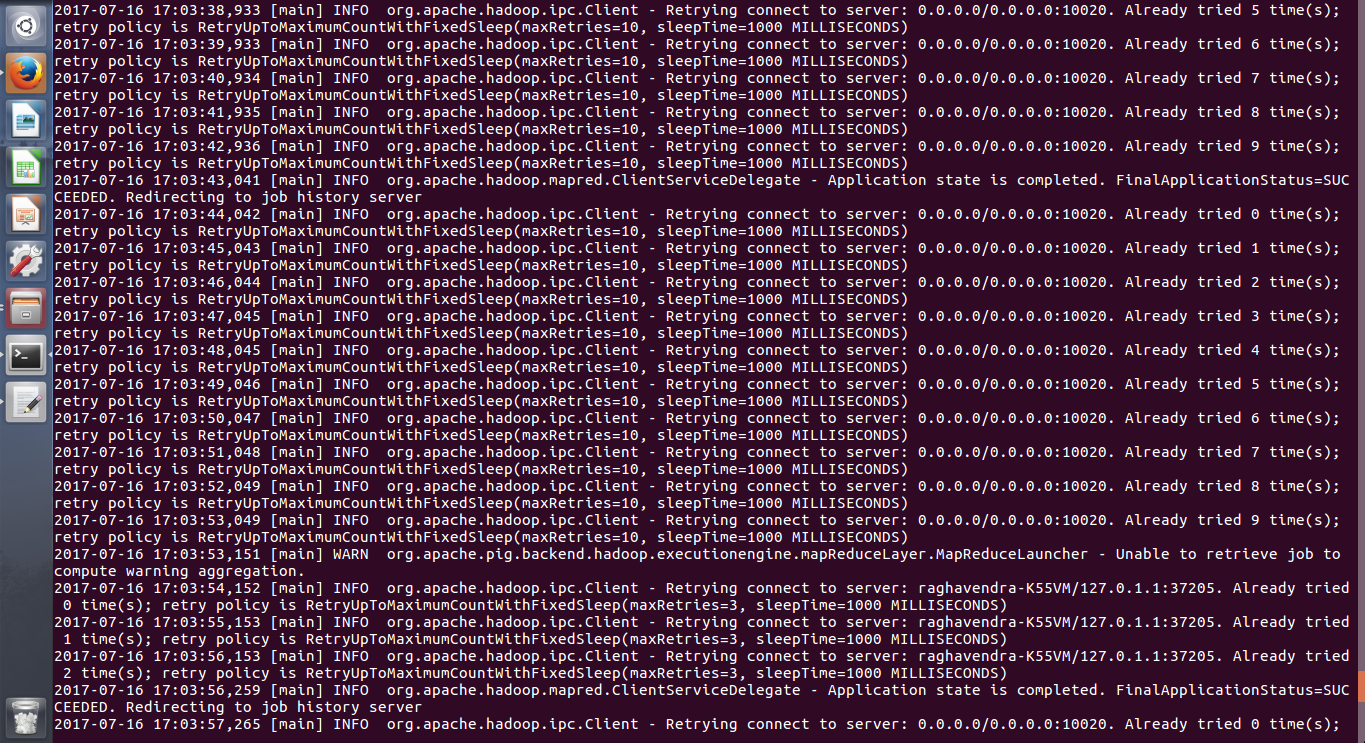 2017-07-16 17:03:38,933 [main] INFO  org.apache.hadoop.ipc.Client - Retrying connect to server: 0.0.0.0/0.0.0.0:10020. Already tried 5 time(s);
retry policy is RetryUpToMaximumCountWithFixedSleep(maxRetries=10, sleepTime=1000 MILLISECONDS)
2017-07-16 17:03:39,933 [main] INFO  org.apache.hadoop.ipc.Client - Retrying connect to server: 0.0.0.0/0.0.0.0:10020. Already tried 6 time(s);
retry policy is RetryUpToMaximumCountWithFixedSleep(maxRetries=10, sleepTime=1000 MILLISECONDS)
2017-07-16 17:03:40,934 [main] INFO  org.apache.hadoop.ipc.Client - Retrying connect to server: 0.0.0.0/0.0.0.0:10020. Already tried 7 time(s);
retry policy is RetryUpToMaximumCountWithFixedSleep(maxRetries=10, sleepTime=1000 MILLISECONDS)
2017-07-16 17:03:41,935 [main] INFO  org.apache.hadoop.ipc.Client - Retrying connect to server: 0.0.0.0/0.0.0.0:10020. Already tried 8 time(s);
retry policy is RetryUpToMaximumCountWithFixedSleep(maxRetries=10, sleepTime=1000 MILLISECONDS)
2017-07-16 17:03:42,936 [main] INFO  org.apache.hadoop.ipc.Client - Retrying connect to server: 0.0.0.0/0.0.0.0:10020. Already tried 9 time(s);
retry policy is RetryUpToMaximumCountWithFixedSleep(maxRetries=10, sleepTime=1000 MILLISECONDS)
2017-07-16 17:03:43,041 [main] INFO  org.apache.hadoop.mapred.ClientServiceDelegate - Application state is completed. FinalApplicationStatus=SUC
CEEDED. Redirecting to job history server
2017-07-16 17:03:44,042 [main] INFO  org.apache.hadoop.ipc.Client - Retrying connect to server: 0.0.0.0/0.0.0.0:10020. Already tried 0 time(s);
retry policy is RetryUpToMaximumCountWithFixedSleep(maxRetries=10, sleepTime=1000 MILLISECONDS)
2017-07-16 17:03:45,043 [main] INFO  org.apache.hadoop.ipc.Client - Retrying connect to server: 0.0.0.0/0.0.0.0:10020. Already tried 1 time(s);
retry policy is RetryUpToMaximumCountWithFixedSleep(maxRetries=10, sleepTime=1000 MILLISECONDS)
2017-07-16 17:03:46,044 [main] INFO  org.apache.hadoop.ipc.Client - Retrying connect to server: 0.0.0.0/0.0.0.0:10020. Already tried 2 time(s);
retry policy is RetryUpToMaximumCountWithFixedSleep(maxRetries=10, sleepTime=1000 MILLISECONDS)
2017-07-16 17:03:47,045 [main] INFO  org.apache.hadoop.ipc.Client - Retrying connect to server: 0.0.0.0/0.0.0.0:10020. Already tried 3 time(s);
retry policy is RetryUpToMaximumCountWithFixedSleep(maxRetries=10, sleepTime=1000 MILLISECONDS)
2017-07-16 17:03:48,045 [main] INFO  org.apache.hadoop.ipc.Client - Retrying connect to server: 0.0.0.0/0.0.0.0:10020. Already tried 4 time(s);
retry policy is RetryUpToMaximumCountWithFixedSleep(maxRetries=10, sleepTime=1000 MILLISECONDS)
2017-07-16 17:03:49,046 [main] INFO  org.apache.hadoop.ipc.Client - Retrying connect to server: 0.0.0.0/0.0.0.0:10020. Already tried 5 time(s);
retry policy is RetryUpToMaximumCountWithFixedSleep(maxRetries=10, sleepTime=1000 MILLISECONDS)
2017-07-16 17:03:50,047 [main] INFO  org.apache.hadoop.ipc.Client - Retrying connect to server: 0.0.0.0/0.0.0.0:10020. Already tried 6 time(s);
retry policy is RetryUpToMaximumCountWithFixedSleep(maxRetries=10, sleepTime=1000 MILLISECONDS)
2017-07-16 17:03:51,048 [main] INFO  org.apache.hadoop.ipc.Client - Retrying connect to server: 0.0.0.0/0.0.0.0:10020. Already tried 7 time(s);
retry policy is RetryUpToMaximumCountWithFixedSleep(maxRetries=10, sleepTime=1000 MILLISECONDS)
2017-07-16 17:03:52,049 [main] INFO  org.apache.hadoop.ipc.Client - Retrying connect to server: 0.0.0.0/0.0.0.0:10020. Already tried 8 time(s);
retry policy is RetryUpToMaximumCountWithFixedSleep(maxRetries=10, sleepTime=1000 MILLISECONDS)
2017-07-16 17:03:53,049 [main] INFO  org.apache.hadoop.ipc.Client - Retrying connect to server: 0.0.0.0/0.0.0.0:10020. Already tried 9 time(s);
retry policy is RetryUpToMaximumCountWithFixedSleep(maxRetries=10, sleepTime=1000 MILLISECONDS)
2017-07-16 17:03:53,151 [main] WARN  org.apache.pig.backend.hadoop.executionengine.mapReduceLayer.MapReduceLauncher - Unable to retrieve job to
compute warning aggregation.
2017-07-16 17:03:54,152 [main] INFO  org.apache.hadoop.ipc.Client - Retrying connect to server: raghavendra-K55VM/127.0.1.1:37205. Already tried
0 time(s); retry policy is RetryUpToMaximumCountWithFixedSleep(maxRetries=3, sleepTime=1000 MILLISECONDS)
2017-07-16 17:03:55,153 [main] INFO  org.apache.hadoop.ipc.Client - Retrying connect to server: raghavendra-K55VM/127.0.1.1:37205. Already tried
1 time(s); retry policy is RetryUpToMaximumCountWithFixedSleep(maxRetries=3, sleepTime=1000 MILLISECONDS)
2017-07-16 17:03:56,153 [main] INFO  org.apache.hadoop.ipc.Client - Retrying connect to server: raghavendra-K55VM/127.0.1.1:37205. Already tried
2 time(s); retry policy is RetryUpToMaximumCountWithFixedSleep(maxRetries=3, sleepTime=1000 MILLISECONDS)
2017-07-16 17:03:56,259 [main] INFO  org.apache.hadoop.mapred.ClientServiceDelegate - Application state is completed. FinalApplicationStatus=SUC
CEEDED. Redirecting to job history server
2017-07-16 17:03:57,265 [main] INFO  org.apache.hadoop.ipc.Client - Retrying connect to server: 0.0.0.0/0.0.0.0:10020. Already tried 0 time(s);